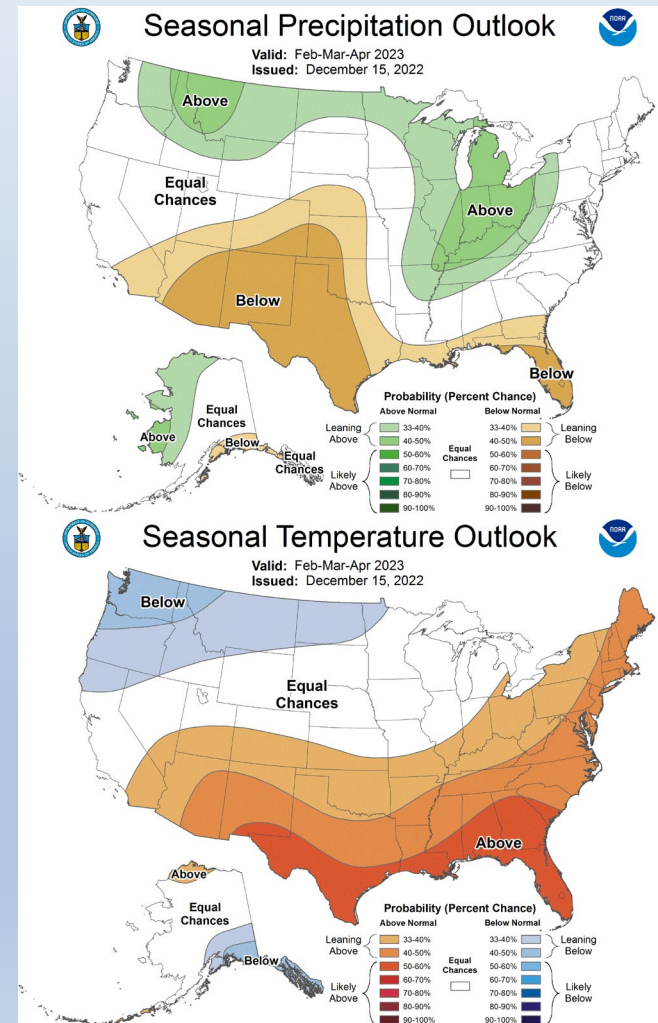 Seasonal Precipitation Outlook
NOAA
Valid: Feb-Mar-Apr 2023
Issued: December 15, 2022
Above
Equal
Chances
Above
Below
Below
Above
Equal
Chances
Below
Equal
Chances
Probability (Percent Chance)
Above Normal
Below Normal
Leaning
Above
33-40%
40-50%
Likely
Above
50-60%
60-70%
70-80%
80-90%
90-100%
Equal
Chances
33-40%
40-50%
Leaning
Below
50-60%
60-70%
70-80%
80-90%
90-100%
Likely
Below
Seasonal Temperature Outlook
NOAA
Valid: Feb-Mar-Apr 2023
Issued: December 15, 2022
Below
Equal
Chances
Above
Above
Equal
Chances
Below
Probability (Percent Chance)
Above Normal
Below Normal
Leaning
Above
33-40%
40-50%
Likely
Above
50-60%
60-70%
70-80%
80-90%
90-100%
Equal
Chances
33-40%
40-50%
Leaning
Below
50-60%
60-70%
70-80%
80-90%
90-100%
Likely
Below